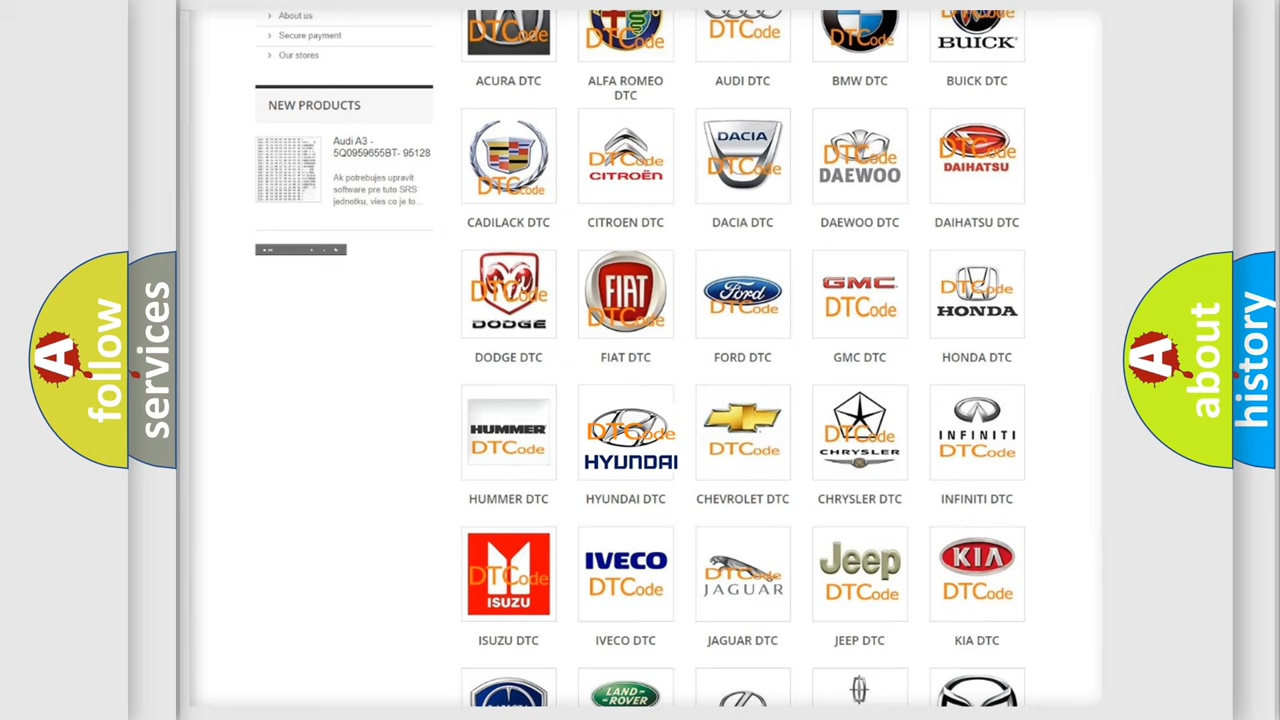 About us
Secure payment
Our stores
NEW PRODUCTS
Audi A3 -
5Q0959655BT- 95128
Ak potrebujes upravit
software pre tuto SRS
jednotku, vies co je to...
DTCode DTCode DTCode DTCode BUICK
ACURA DTC
ALFA ROMEO
DTC
AUDI DTC
BMW DTC
BUICK DTC
DTCode
DTCode
CITROËN
DACIA
DTCode
DTCode
DAEWOO
DTCode
DAIHATSU
CADILACK DTC
CITROEN DTC
DACIA DTC
DAEWOO DTC
DAIHATSU DTC
DTCode
DODGE
FIAT
DTCode
Ford
DTCode
GMC
DTCode
DTCode
HONDA
DODGE DTC
FIAT DTC
FORD DTC
GMC DTC
HONDA DTC
HUMMER
DTCode
DTCode
HYUNDAI
DTCode
DTCode
CHRYSLER
INFINITI
DTCode
HUMMER DTC
HYUNDAI DTC
CHEVROLET DTC
CHRYSLER DTC
INFINITI DTC
DTCode
ISUZU
IVECO
DTCode
DTCode
JAGUAR
Jeep
DTCode
KIA
DTCode
ISUZU DTC
IVECO DTC
JAGUAR DTC
JEEP DTC
KIA DTC
LAND-
ROVER
A
follow
services
A
about
history